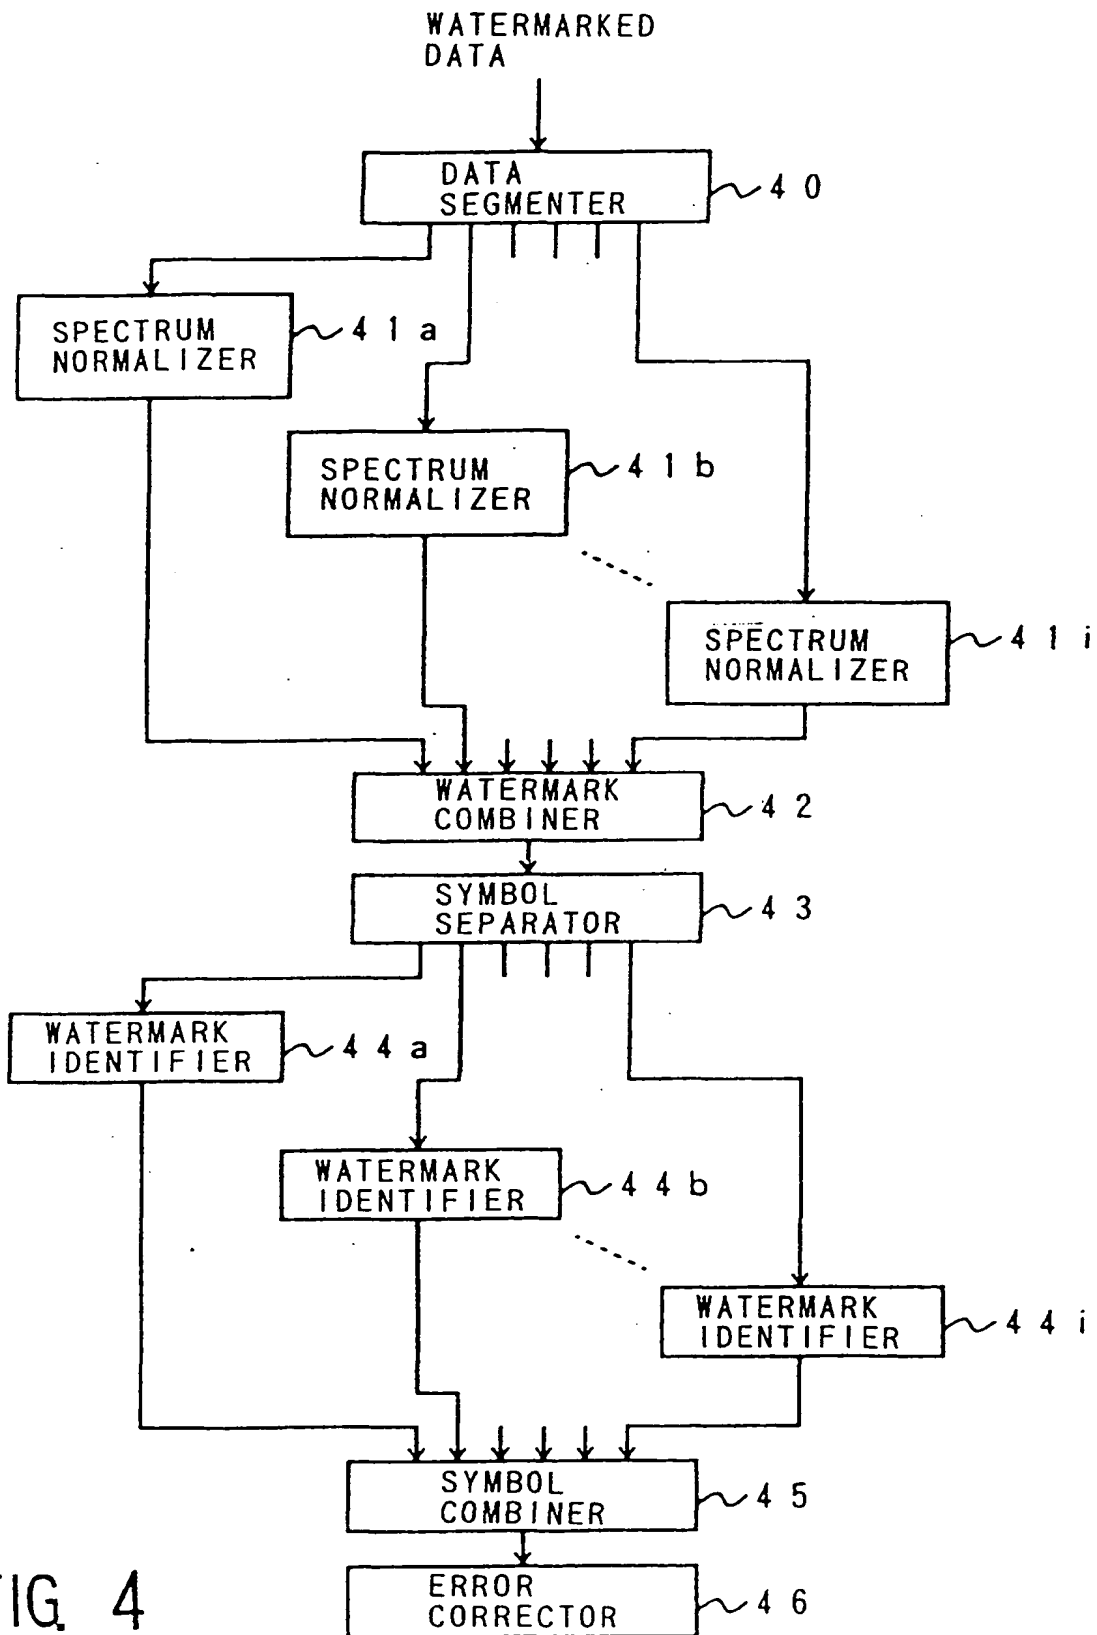 WATERMARKED
DATA
DATA
SEGMENTER
40
SPECTRUM
NORMALIZER
41a
SPECTRUM
NORMALIZER
41b
SPECTRUM
NORMALIZER
41i
WATERMARK
COMBINER
42
SYMBOL
SEPARATOR
43
WATERMARK
IDENTIFIER
44a
WATERMARK
IDENTIFIER
44b
WATERMARK
IDENTIFIER
44i
SYMBOL
COMBINER
45
ERROR
CORRECTOR
46
FIG. 4